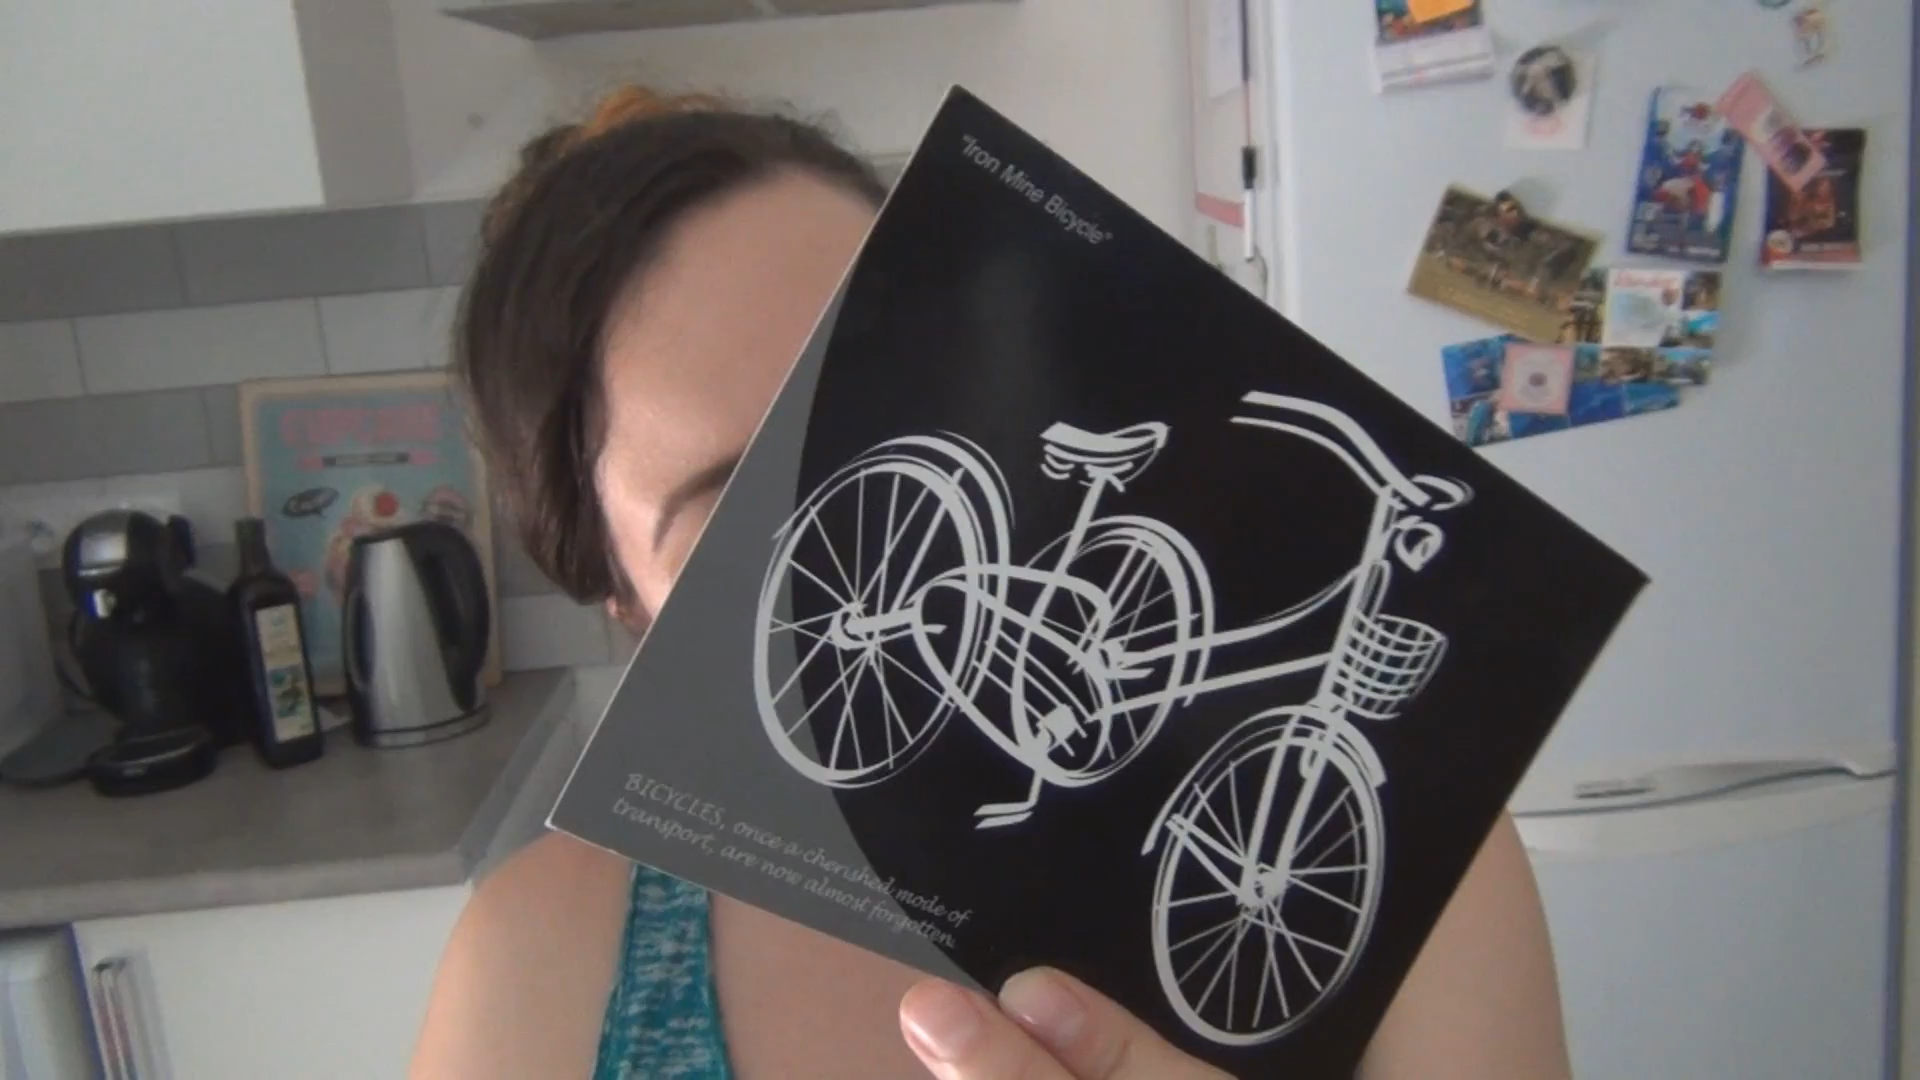 "Iron Mine Bicycle"
BICYCLES, once a cherished mode of
transport, are now almost forgotten.